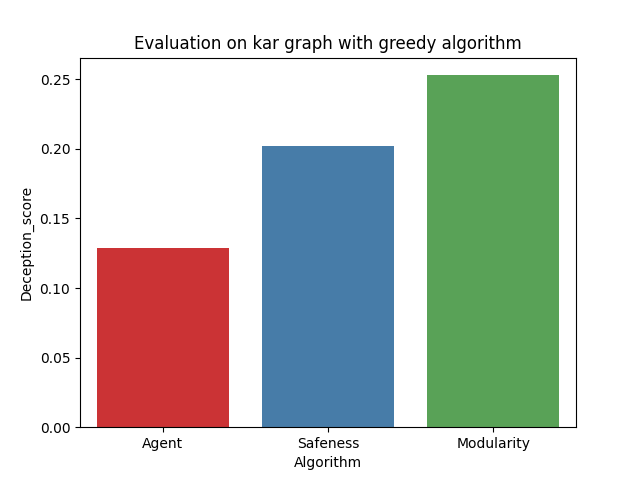 Evaluation on kar graph with greedy algorithm
Deception_score
0.25
0.20
0.15
0.10
0.05
0.00
Agent Safeness Modularity
Algorithm